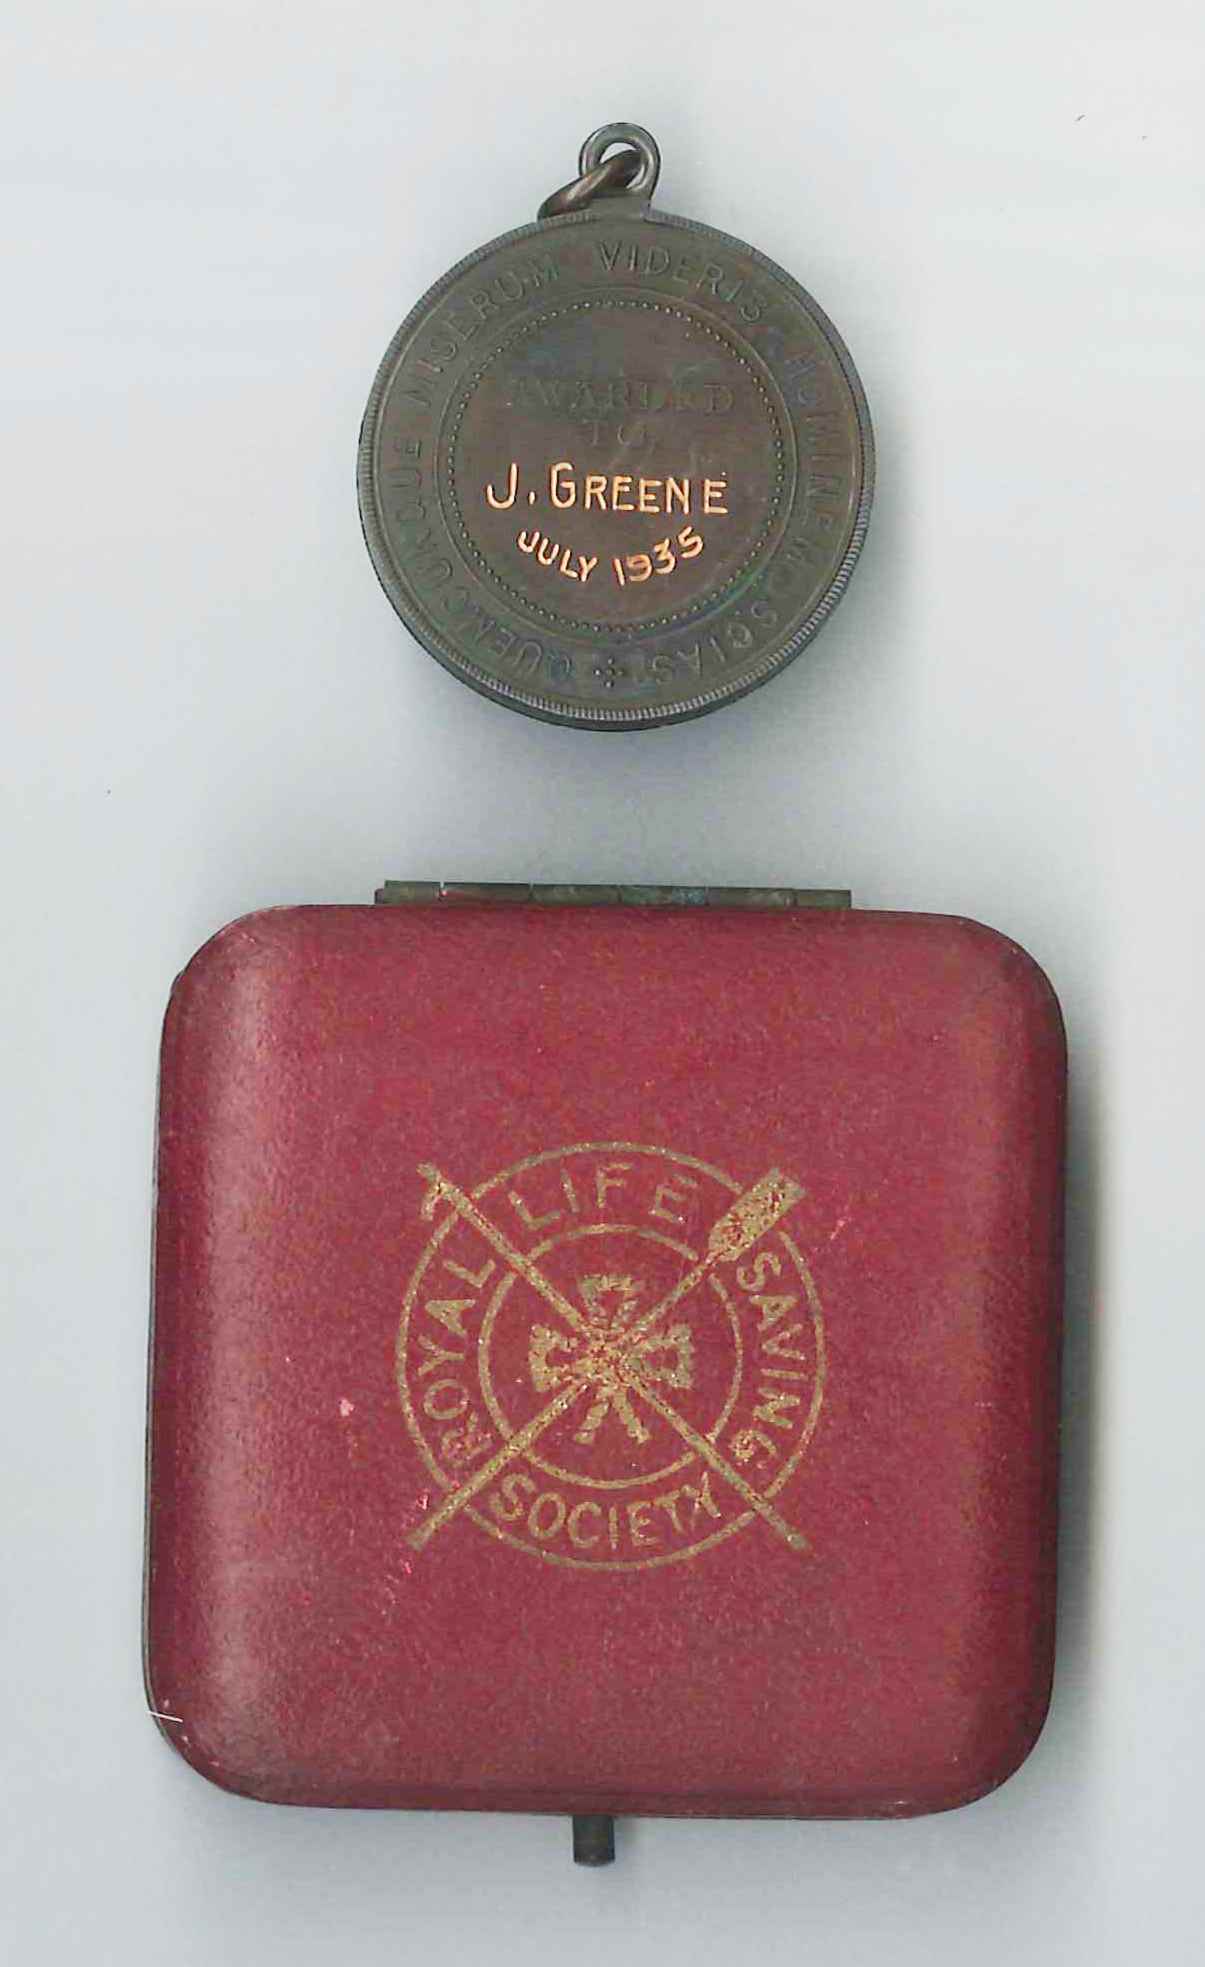 QUEMCUNQUE MISERUM VIDERIS HOMINEM SCIAS
AWARDED
TO
J. GREENE
JULY 1935
ROYAL LIFE SAVING
SOCIETY